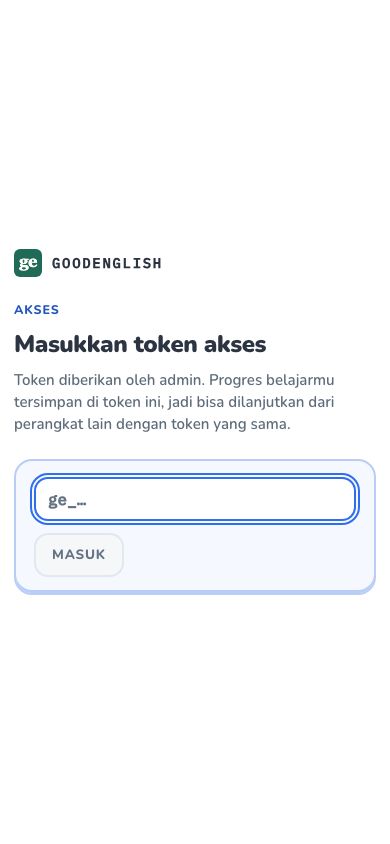 ge GOODENGLISH
AKSES
Masukkan token akses
Token diberikan oleh admin. Progres belajarmu
tersimpan di token ini, jadi bisa dilanjutkan dari
perangkat lain dengan token yang sama.
ge_…
MASUK